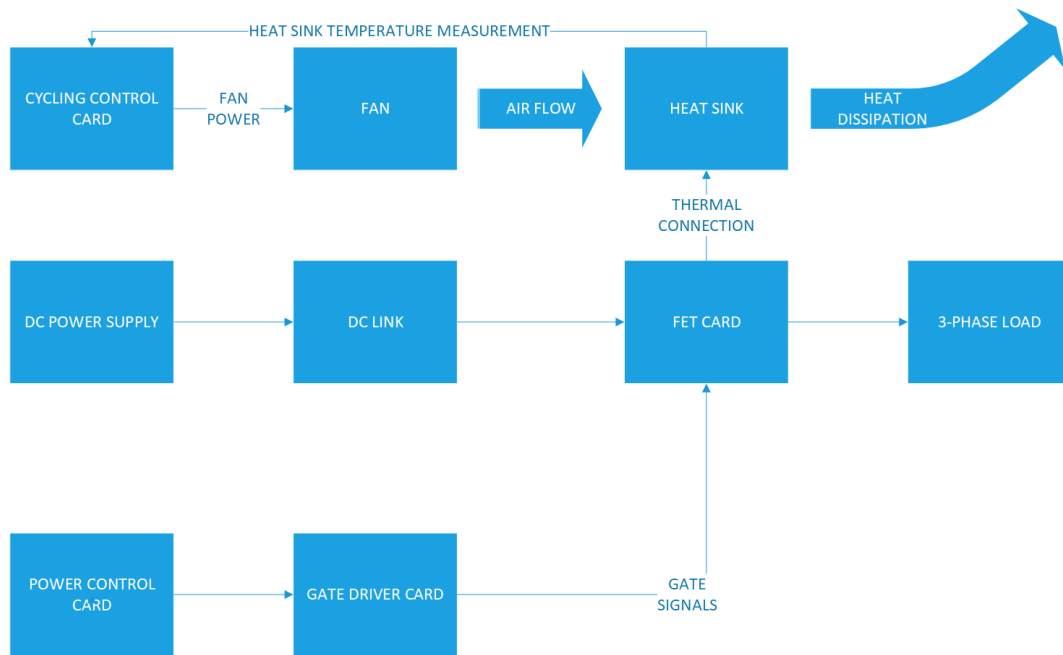 HEAT SINK TEMPERATURE MEASUREMENT
CYCLING CONTROL
CARD
FAN
POWER
FAN
AIR FLOW
HEAT SINK
HEAT
DISSIPATION
THERMAL
CONNECTION
DC POWER SUPPLY
DC LINK
FET CARD
3-PHASE LOAD
POWER CONTROL
CARD
GATE DRIVER CARD
GATE
SIGNALS